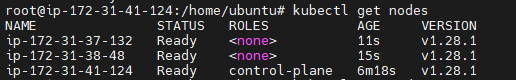 root@ip-172-31-41-124:/home/ubuntu# kubectl get nodes
NAME STATUS ROLES AGE VERSION
ip-172-31-37-132 Ready <none> 11s v1.28.1
ip-172-31-38-48 Ready <none> 15s v1.28.1
ip-172-31-41-124 Ready control-plane 6m18s v1.28.1